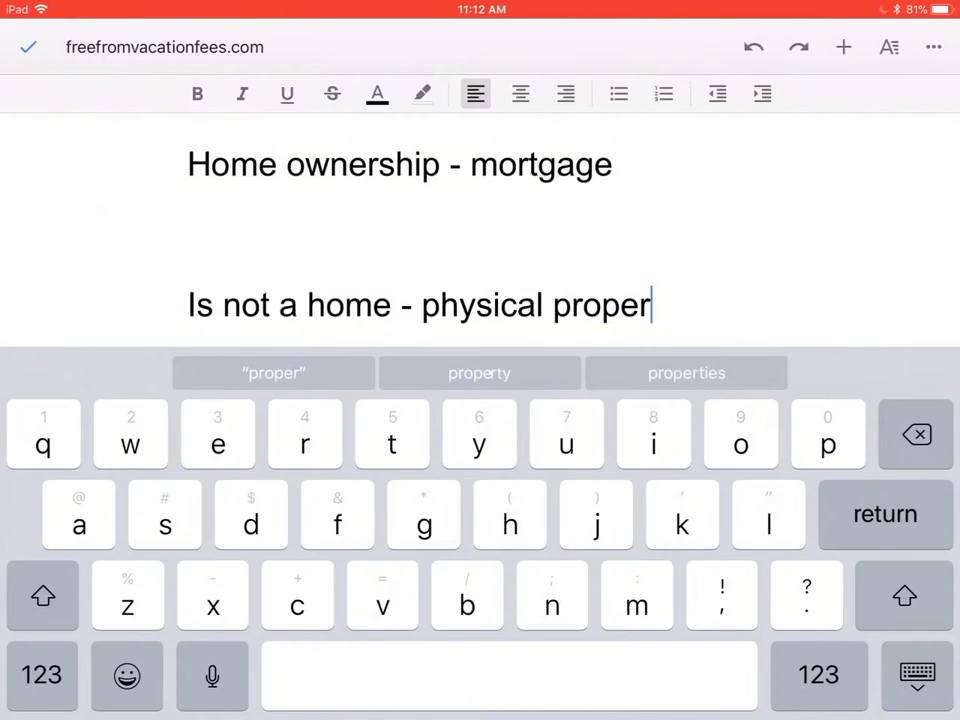 iPad 11:12 AM 81%
freefromvacationfees.com
B I U S A
Home ownership - mortgage
Is not a home - physical proper
“proper” property properties
1 2 3 4 5 6 7 8 9 0
q w e r t y u i o p
@ # $ & * ( ) ' "
a s d f g h j k l return
% - + = / ; : ! ?
z x c v b n m , .
123 123